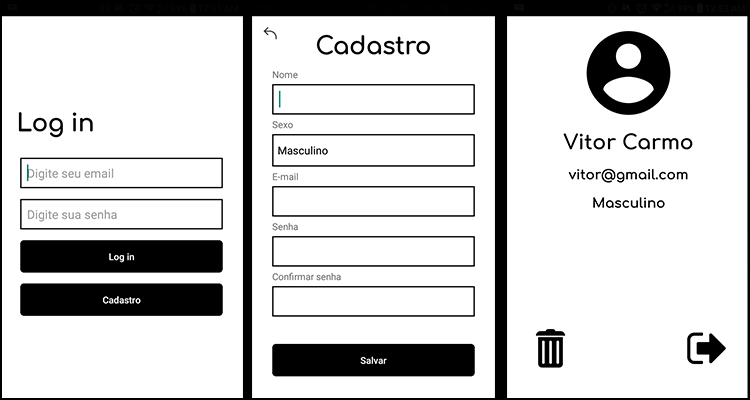 Log in
Digite seu email
Digite sua senha
Log in
Cadastro
Cadastro
Nome
Sexo
Masculino
E-mail
Senha
Confirmar senha
Salvar
Vitor Carmo
vitor@gmail.com
Masculino